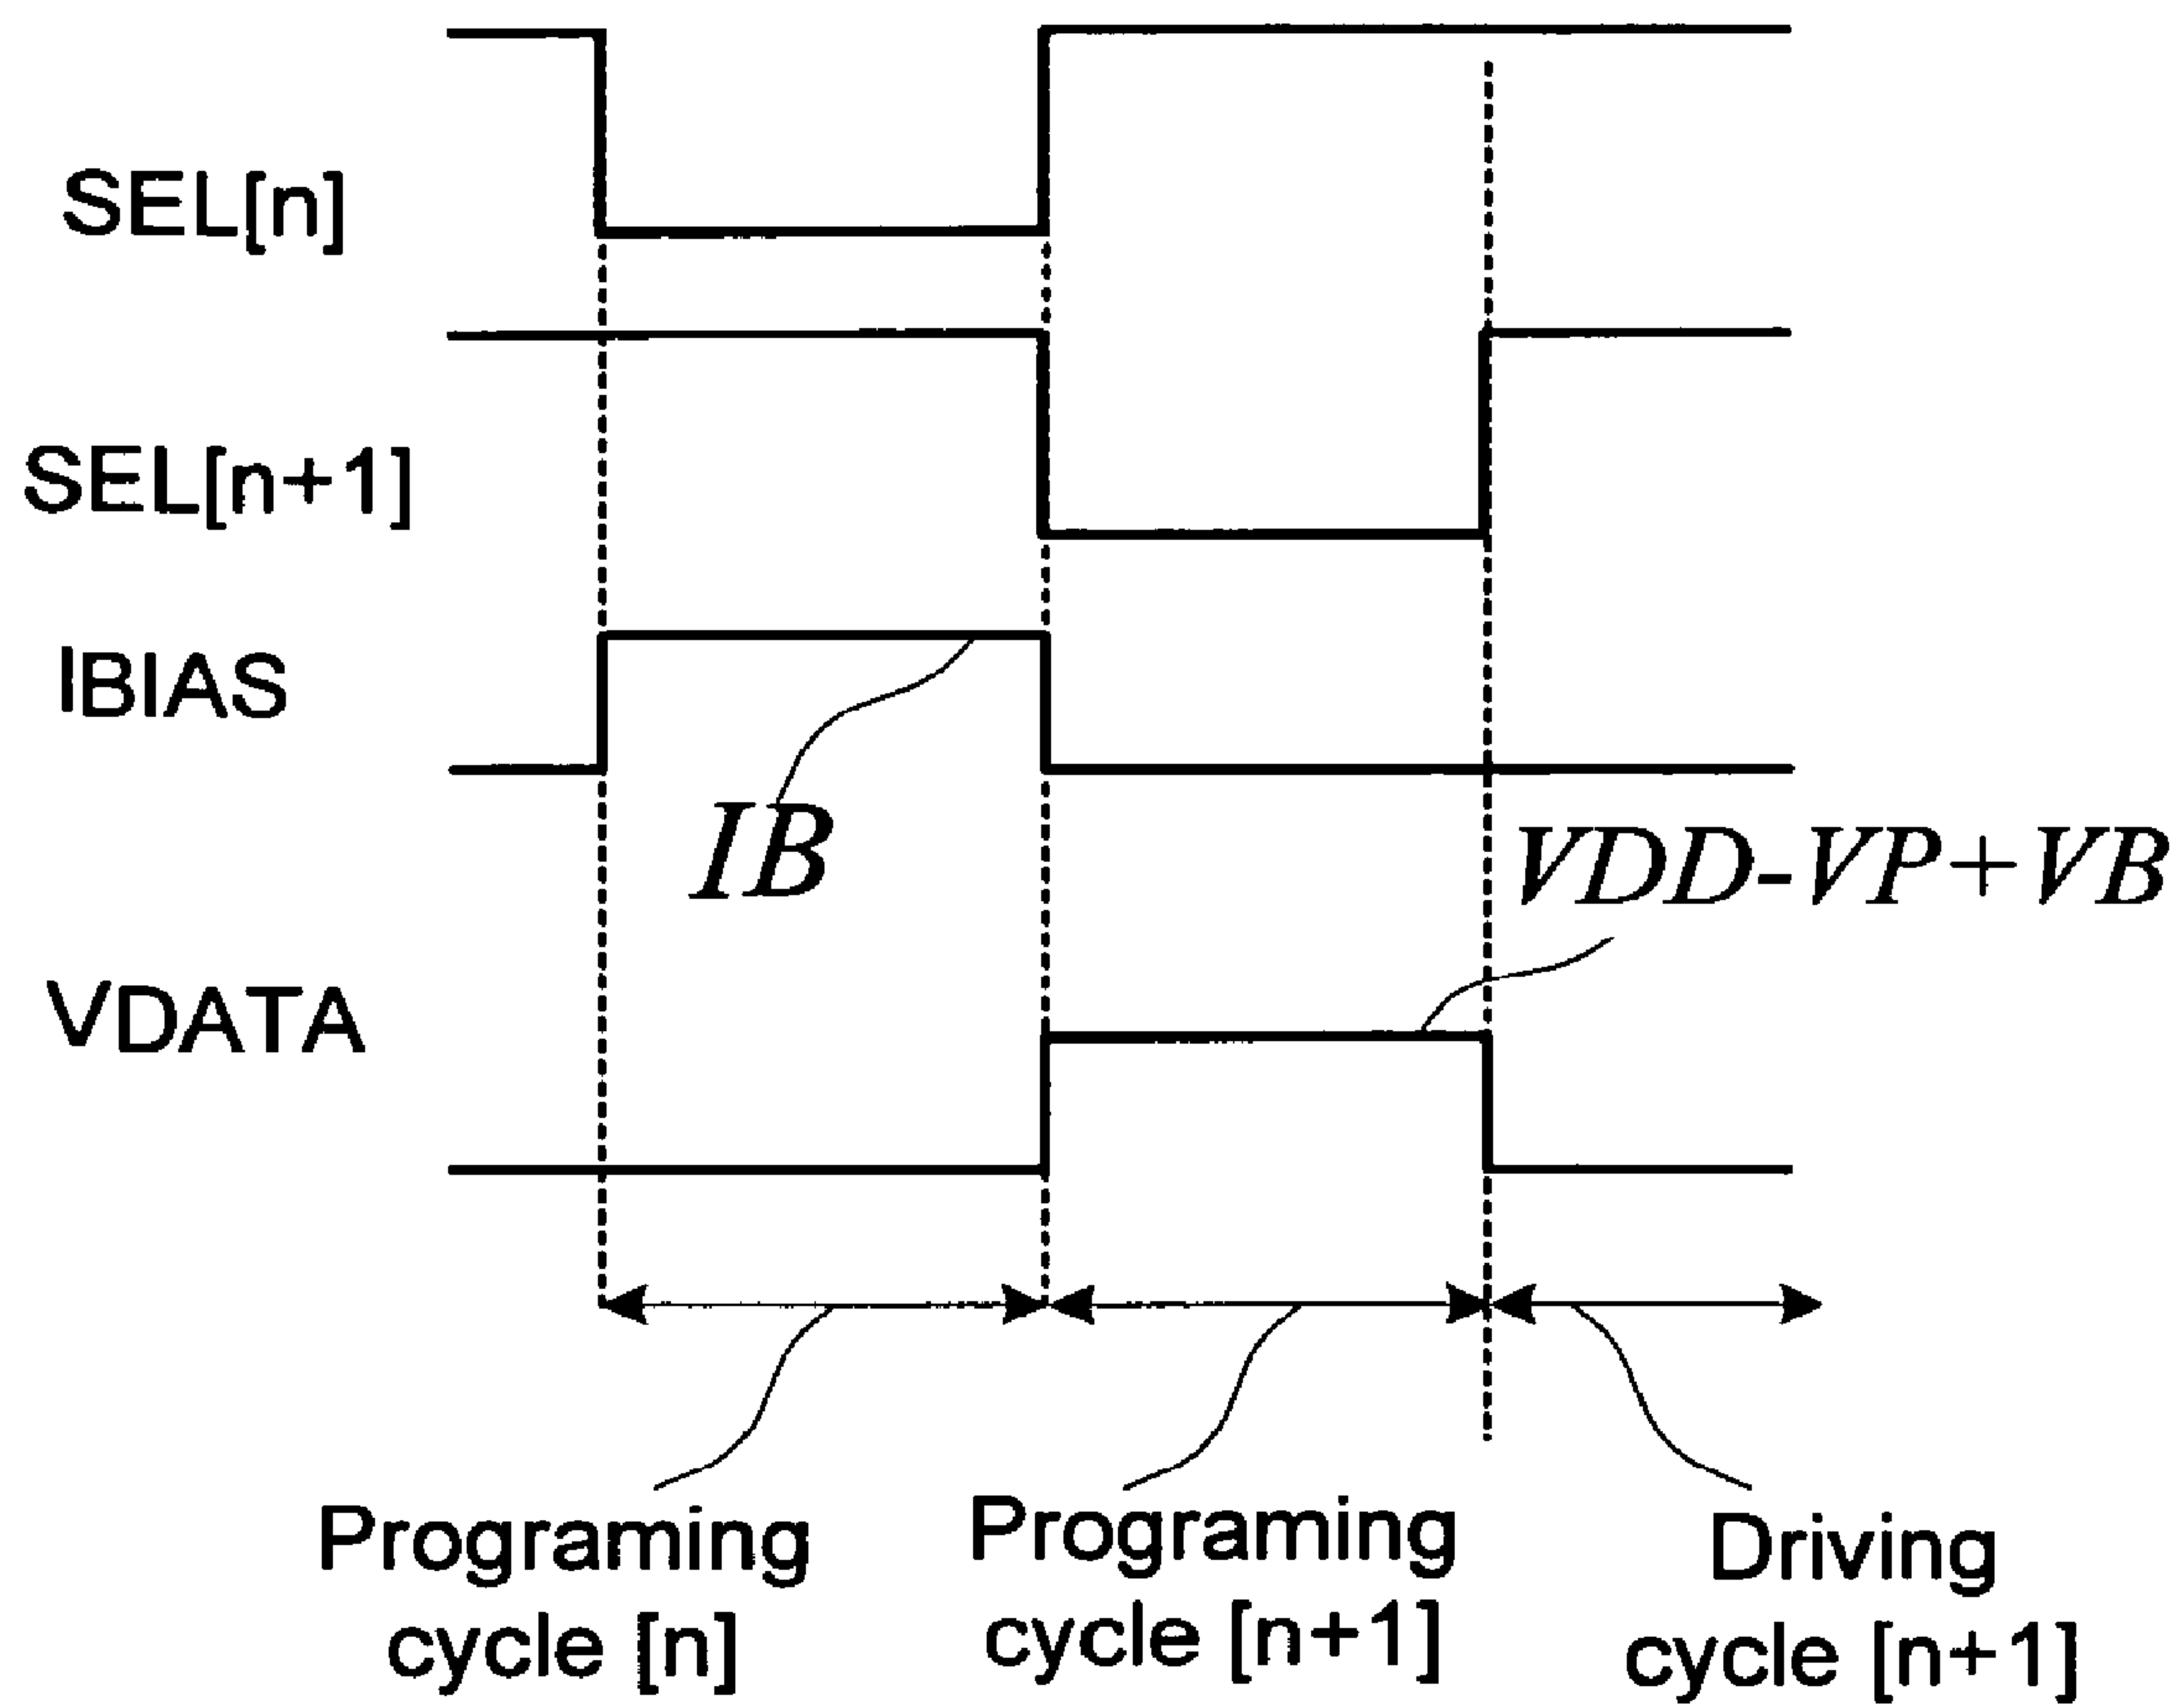 SEL[n]
SEL[n+1]
IBIAS
IB
VDD-VP+VB
VDATA
Programing
cycle [n]
Programing
cycle [n+1]
Driving
cycle [n+1]